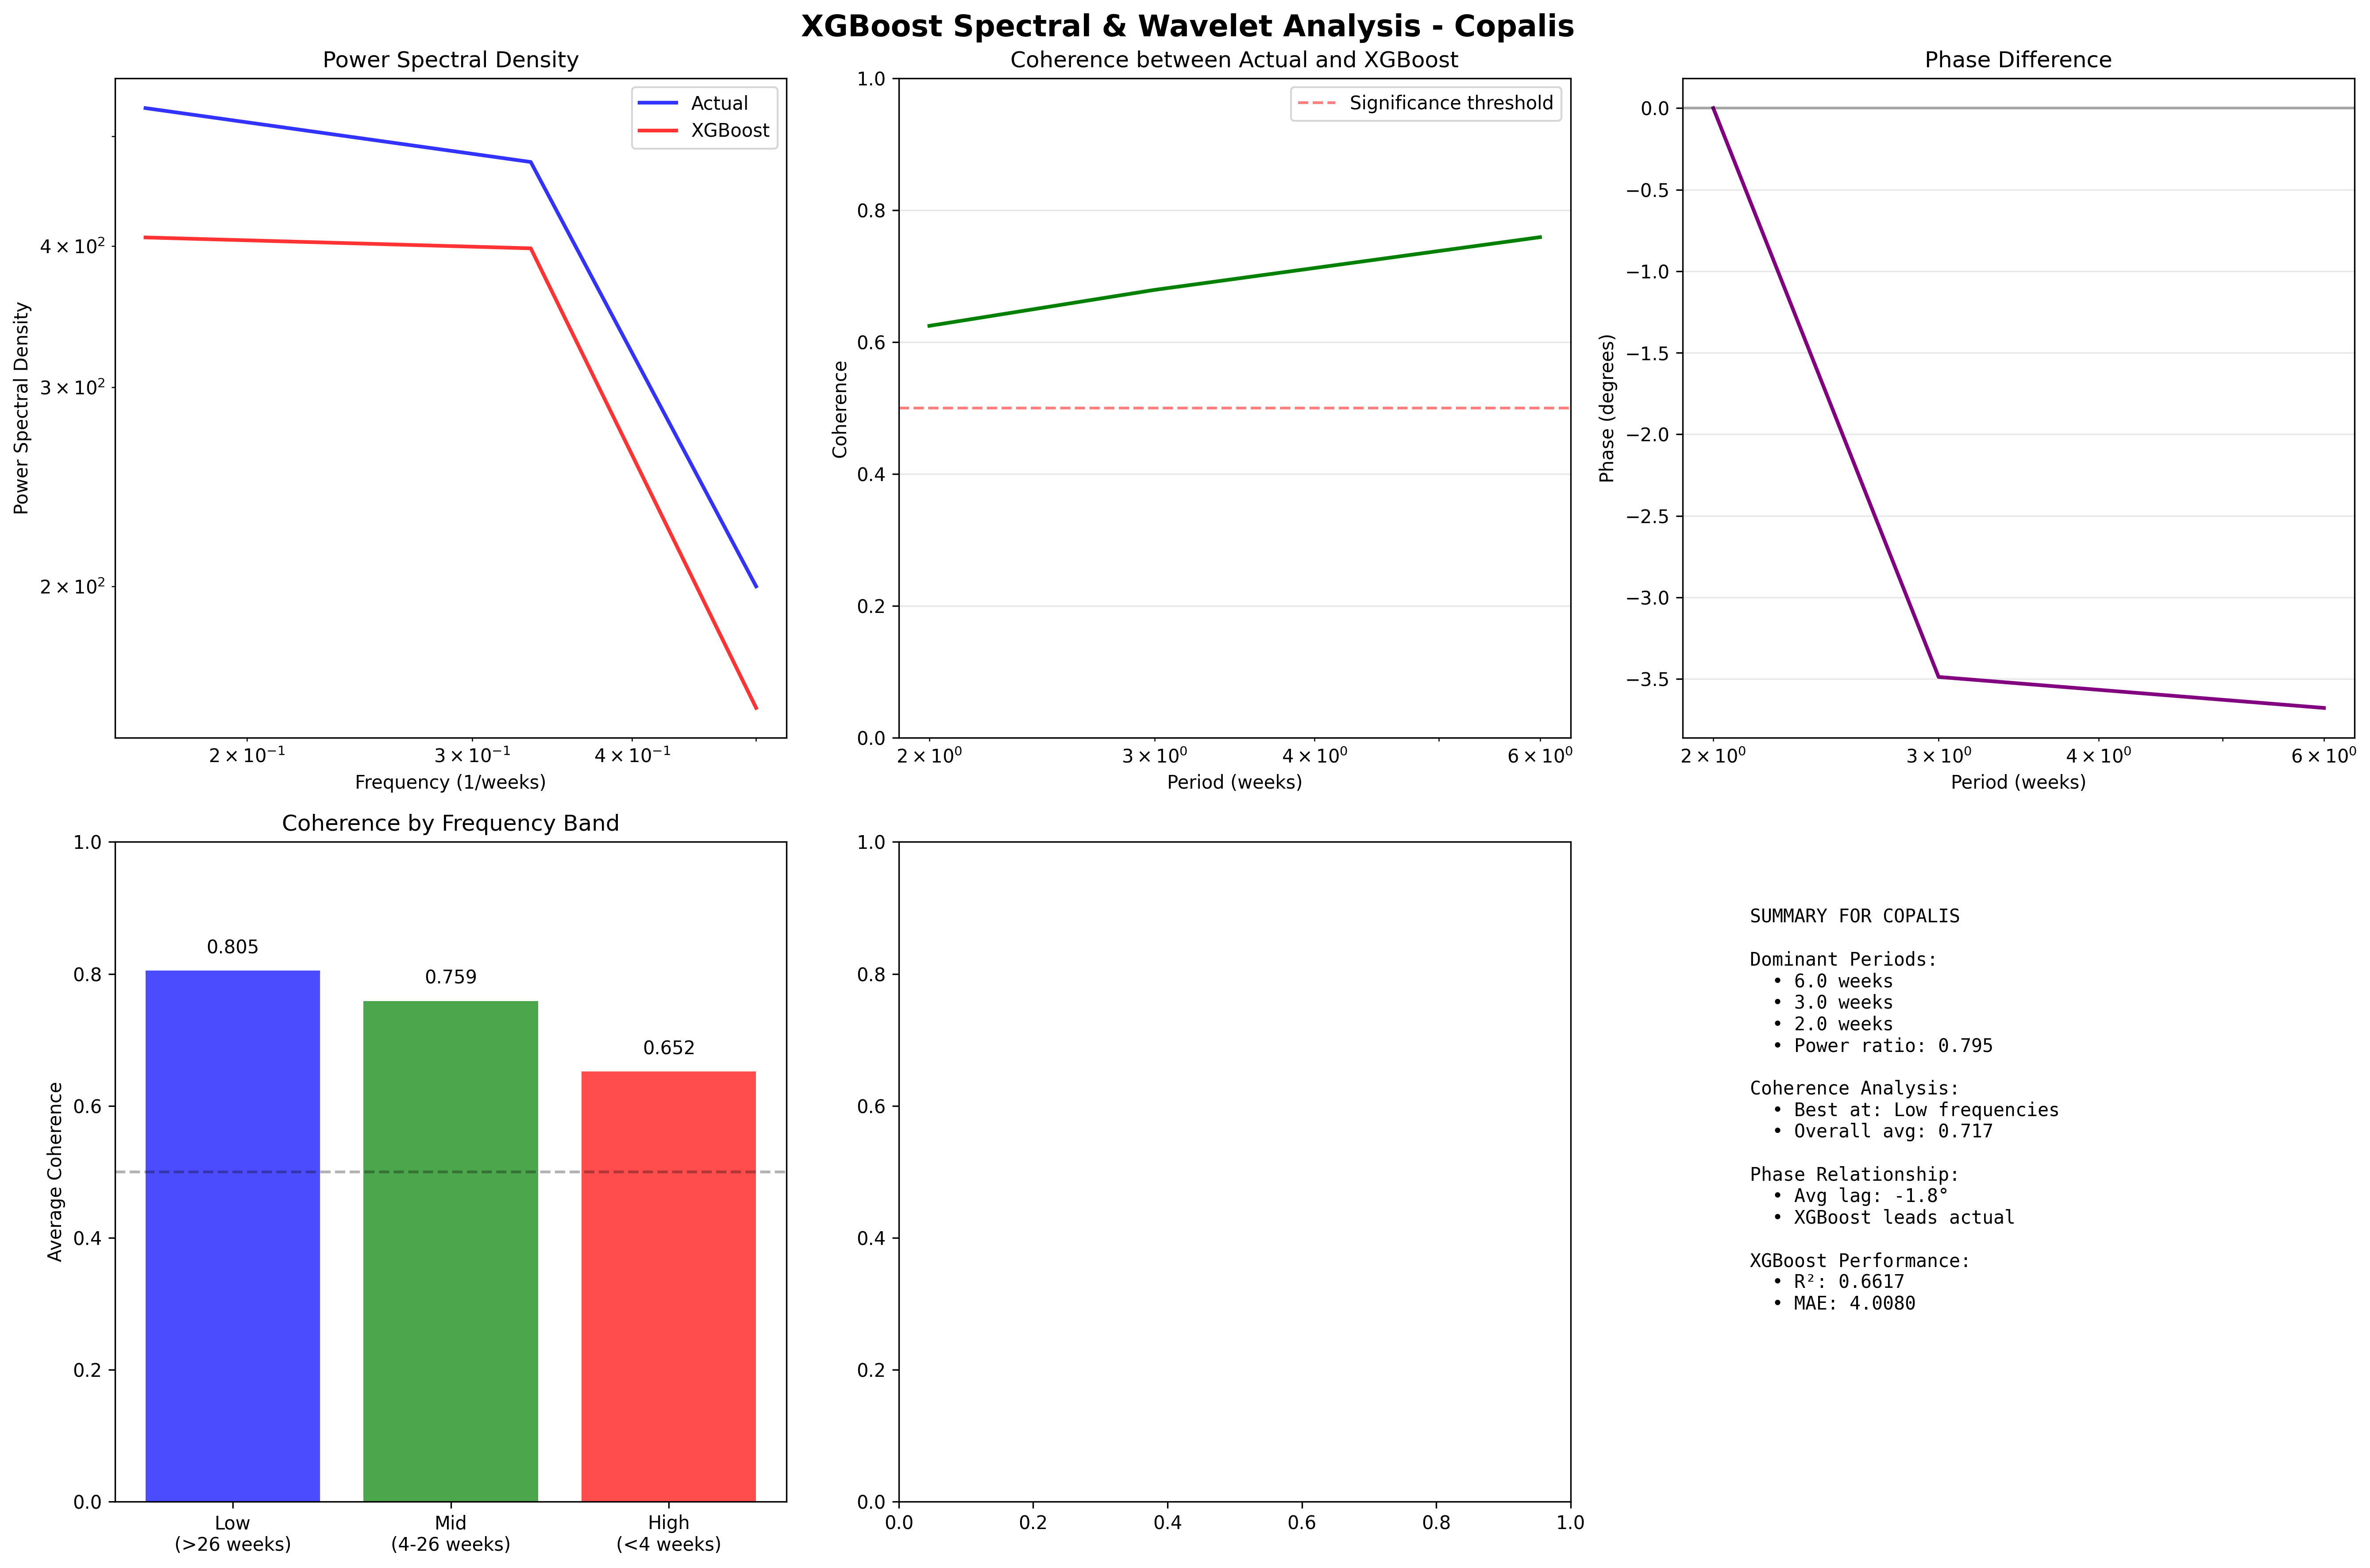 XGBoost Spectral & Wavelet Analysis - Copalis
Power Spectral Density
Actual
XGBoost
Power Spectral Density
4 × 10²
3 × 10²
2 × 10²
2 × 10⁻¹ 3 × 10⁻¹ 4 × 10⁻¹
Frequency (1/weeks)
Coherence between Actual and XGBoost
Significance threshold
Coherence
1.0
0.8
0.6
0.4
0.2
0.0
2 × 10⁰ 3 × 10⁰ 4 × 10⁰ 6 × 10⁰
Period (weeks)
Phase Difference
Phase (degrees)
0.0
−0.5
−1.0
−1.5
−2.0
−2.5
−3.0
−3.5
2 × 10⁰ 3 × 10⁰ 4 × 10⁰ 6 × 10⁰
Period (weeks)
Coherence by Frequency Band
Average Coherence
1.0
0.8
0.6
0.4
0.2
0.0
0.805
0.759
0.652
Low Mid High
(>26 weeks) (4-26 weeks) (<4 weeks)
1.0
0.8
0.6
0.4
0.2
0.0
0.0 0.2 0.4 0.6 0.8 1.0
SUMMARY FOR COPALIS
Dominant Periods:
• 6.0 weeks
• 3.0 weeks
• 2.0 weeks
• Power ratio: 0.795
Coherence Analysis:
• Best at: Low frequencies
• Overall avg: 0.717
Phase Relationship:
• Avg lag: -1.8°
• XGBoost leads actual
XGBoost Performance:
• R²: 0.6617
• MAE: 4.0080